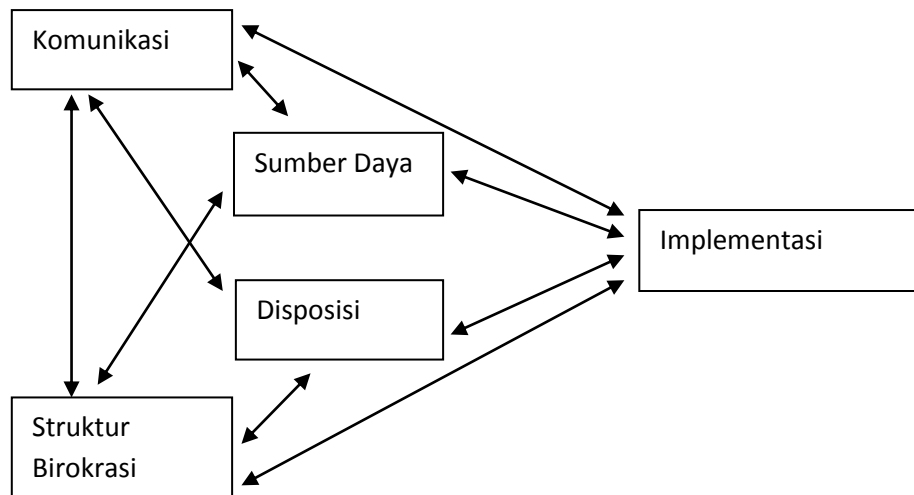 Komunikasi
Sumber Daya
Implementasi
Disposisi
Struktur
Birokrasi